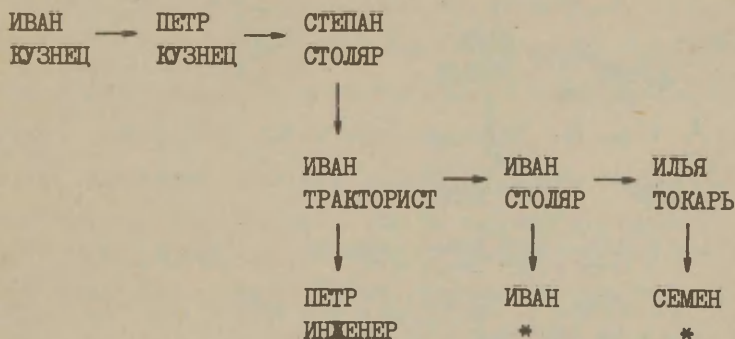 ИВАН → ПЕТР → СТЕПАН
КУЗНЕЦ КУЗНЕЦ СТОЛЯР
ИВАН → ИВАН → ИЛЬЯ
ТРАКТОРИСТ СТОЛЯР ТОКАРЬ
ПЕТР ИВАН СЕМЕН
ИНЖЕНЕР * *